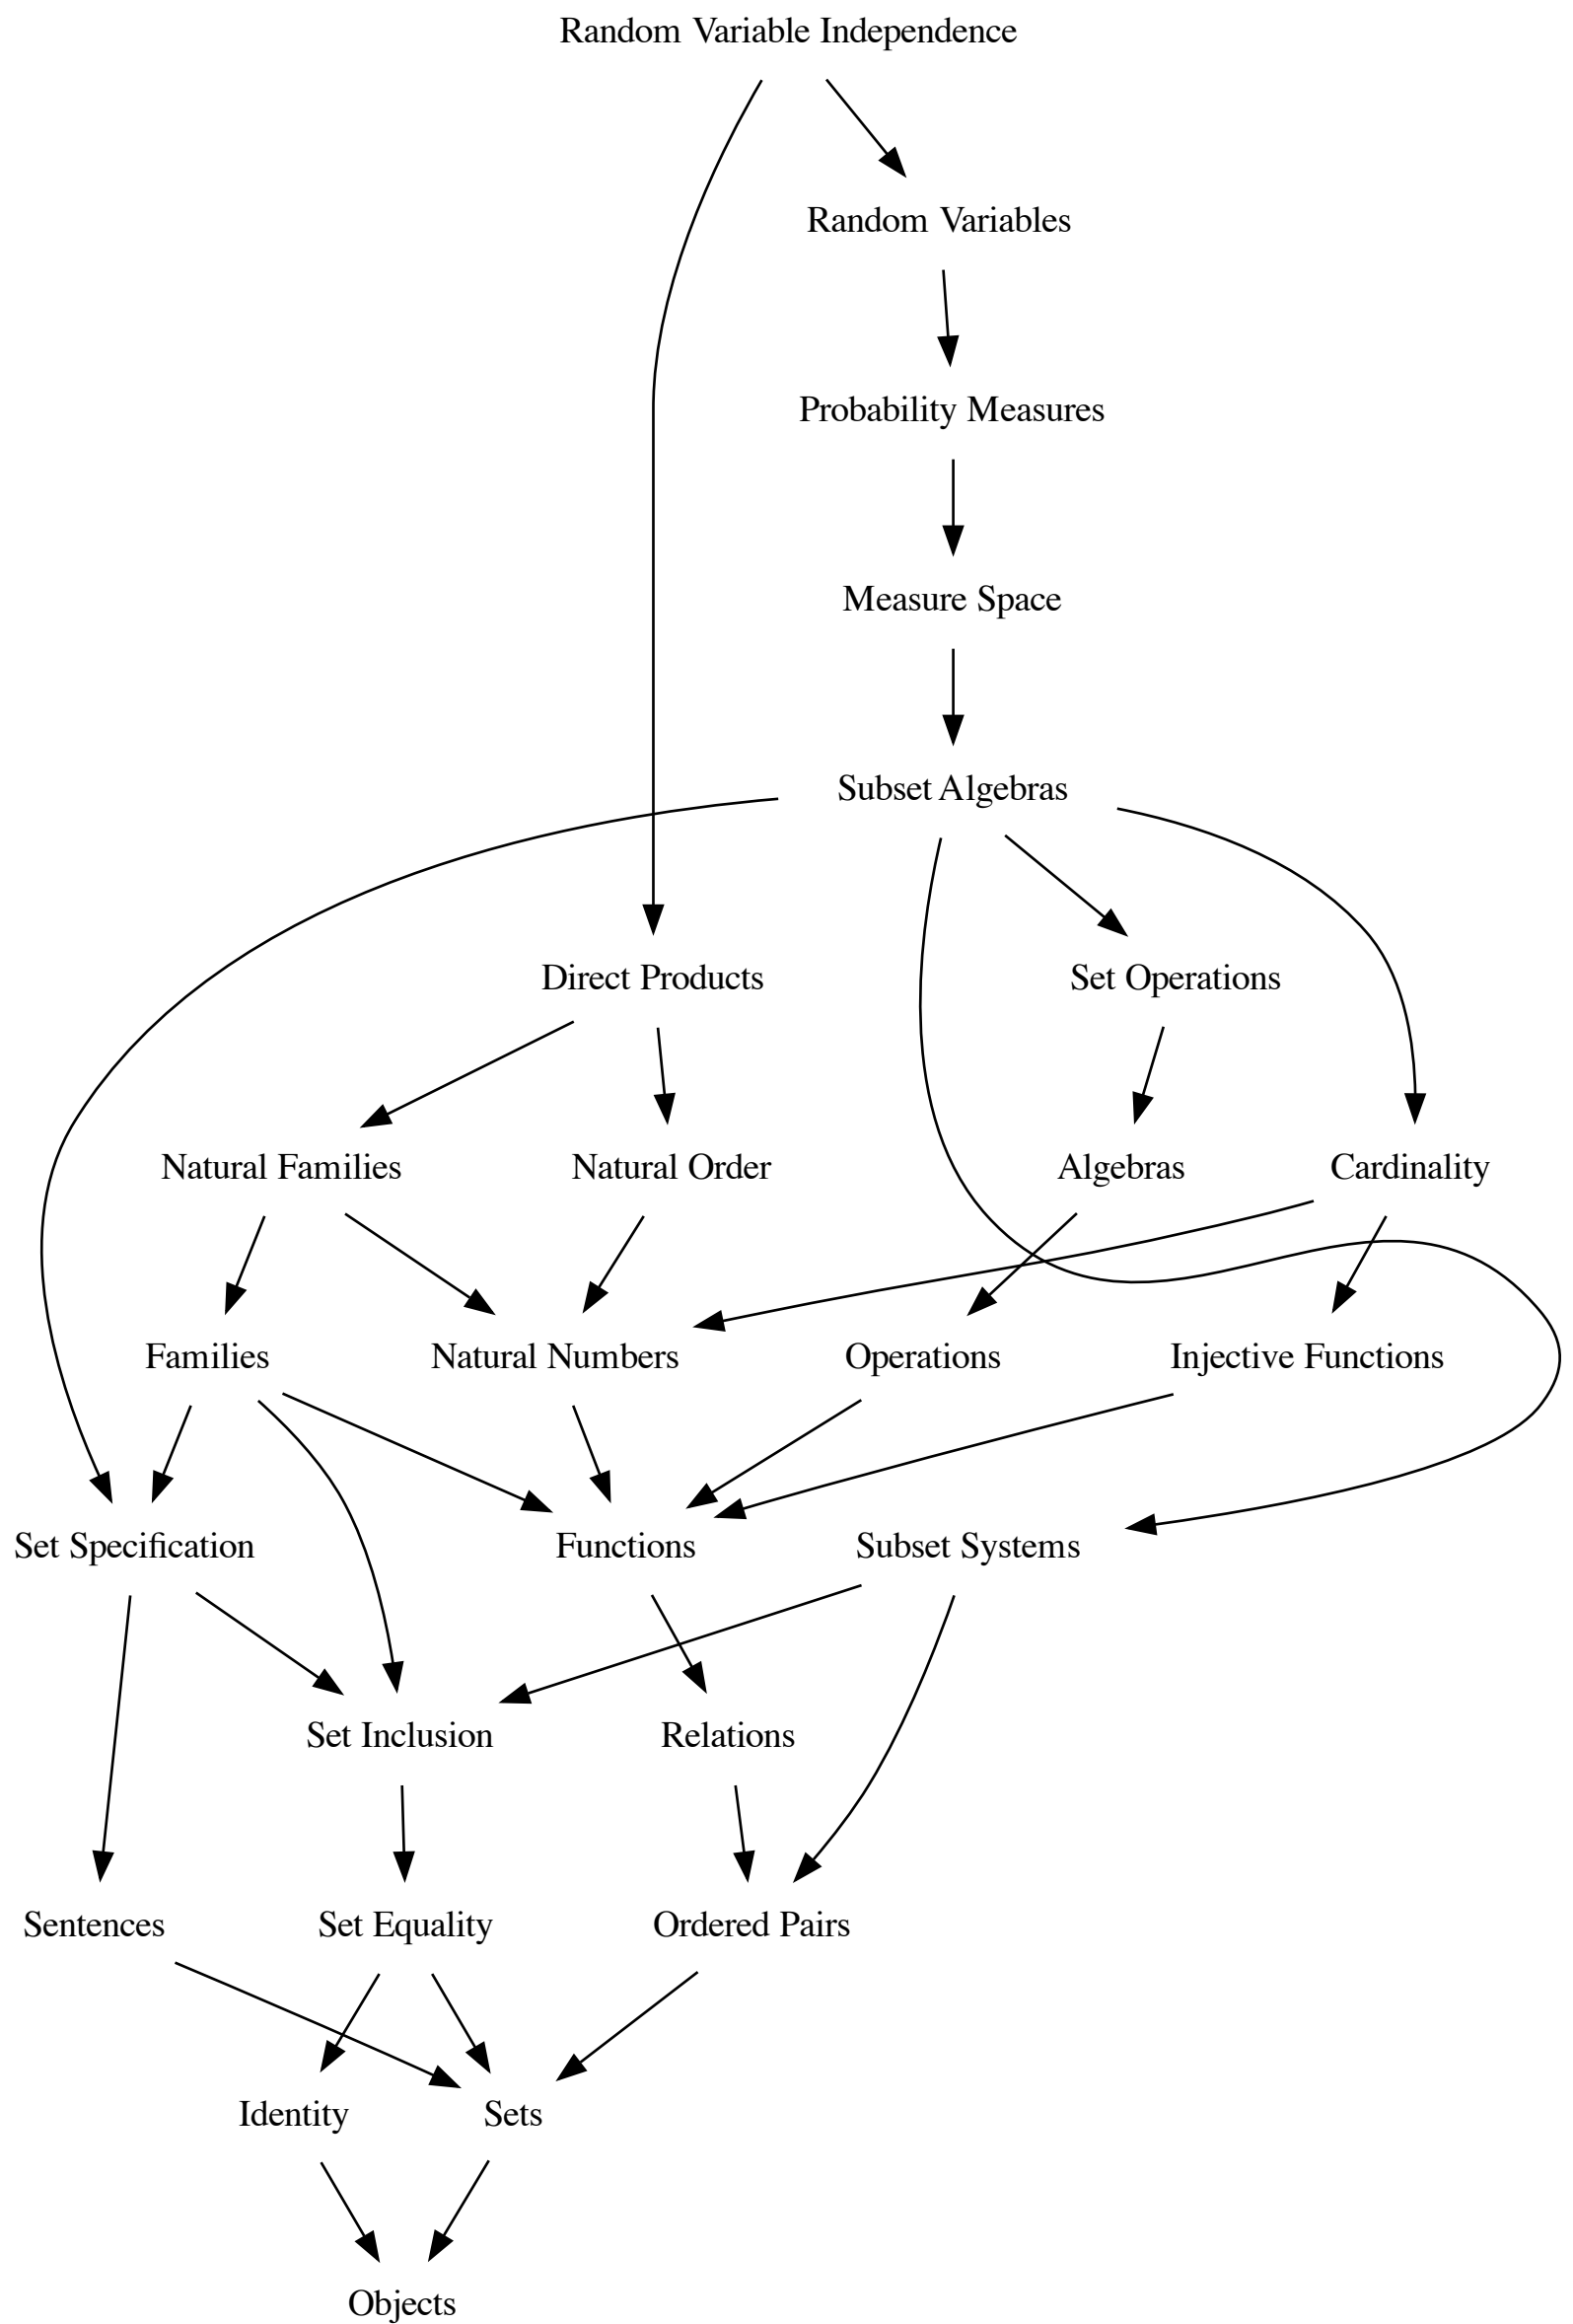 Random Variable Independence
Random Variables
Probability Measures
Measure Space
Subset Algebras
Direct Products
Set Operations
Natural Families
Natural Order
Algebras
Cardinality
Families
Natural Numbers
Operations
Injective Functions
Set Specification
Functions
Subset Systems
Set Inclusion
Relations
Sentences
Set Equality
Ordered Pairs
Identity
Sets
Objects